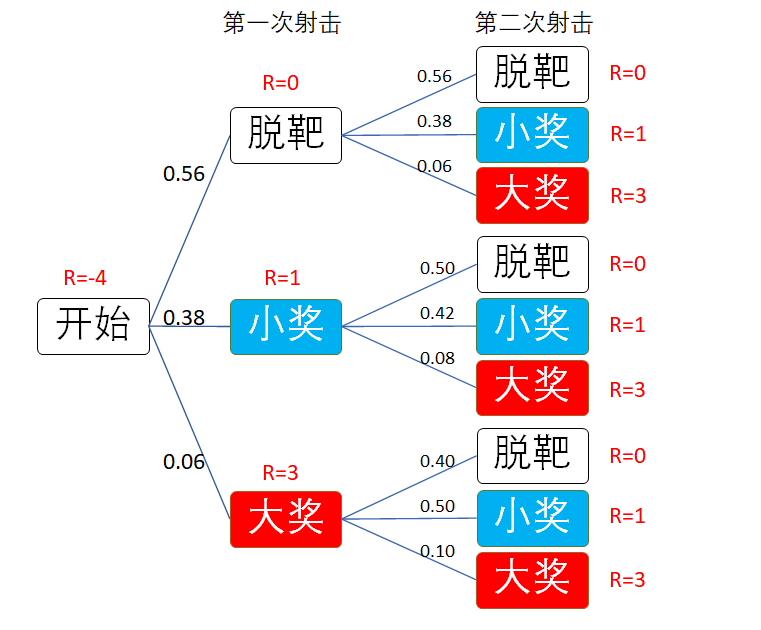 第一次射击
第二次射击
R=0
0.56
脱靶
R=0
脱靶
0.38
小奖
R=1
0.06
大奖
R=3
0.56
R=-4
开始
R=1
0.38
小奖
0.50
脱靶
R=0
0.42
小奖
R=1
0.08
大奖
R=3
0.06
R=3
大奖
0.40
脱靶
R=0
0.50
小奖
R=1
0.10
大奖
R=3